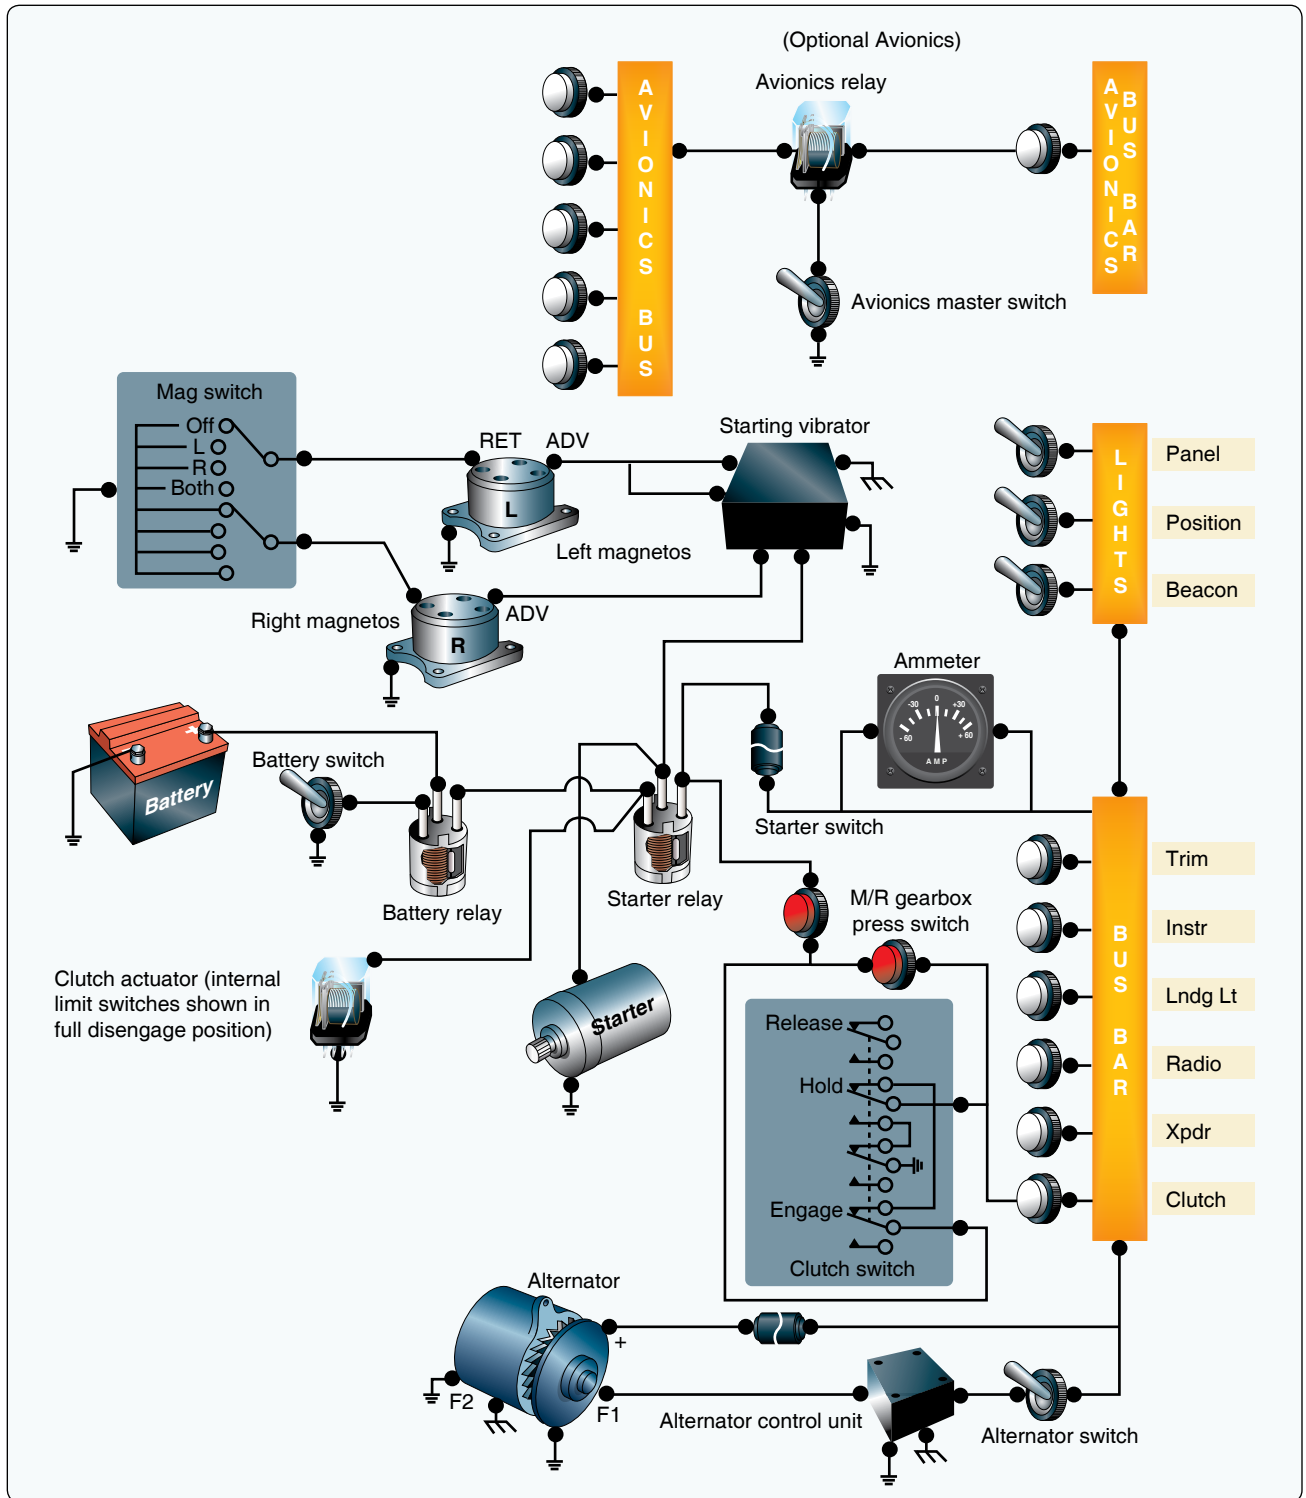 (Optional Avionics)
Avionics relay
AVIONICS BUS
AVIONICS
BUS BAR
Avionics master switch
Mag switch
Off
L
R
Both
RET
ADV
Starting vibrator
L
Left magnetos
Right magnetos
ADV
R
LIGHTS
Panel
Position
Beacon
Ammeter
-30
0
+30
- 60
+ 60
AMP
Battery switch
+
-
Battery
Starter switch
Battery relay
Starter relay
M/R gearbox
press switch
BUS BAR
Trim
Instr
Lndg Lt
Radio
Xpdr
Clutch
Clutch actuator (internal
limit switches shown in
full disengage position)
Starter
Release
Hold
Engage
Clutch switch
Alternator
+
F2
F1
Alternator control unit
Alternator switch